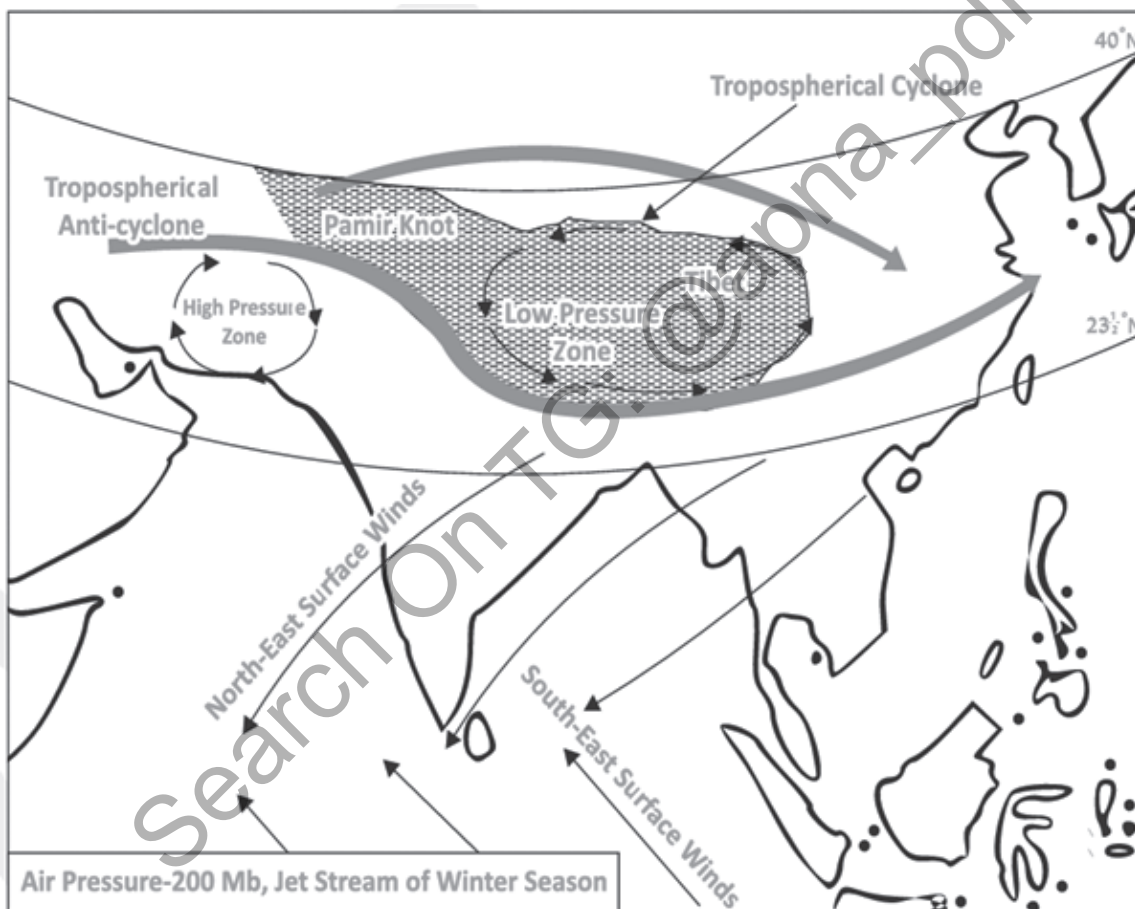 40°N
Tropospherical Cyclone
Tropospherical
Anti-cyclone
Pamir Knot
Tibet
High Pressure
Zone
Low Pressure
Zone
23½°N
North-East Surface Winds
South-East Surface Winds
Air Pressure-200 Mb, Jet Stream of Winter Season
Search On TG: @apna_pdf